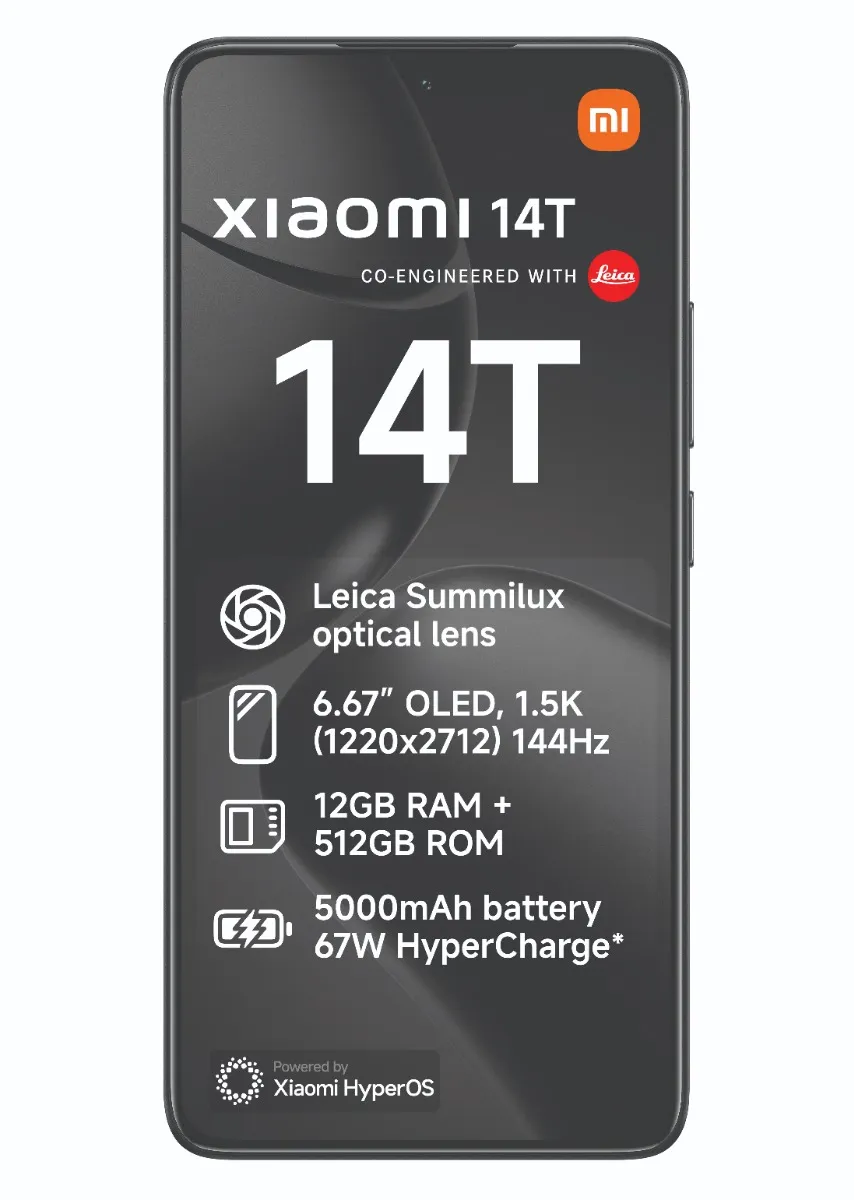 mi
xiaomi 14T
CO-ENGINEERED WITH Leica
14T
Leica Summilux
optical lens
6.67” OLED, 1.5K
(1220x2712) 144Hz
12GB RAM +
512GB ROM
5000mAh battery
67W HyperCharge*
Powered by
Xiaomi HyperOS